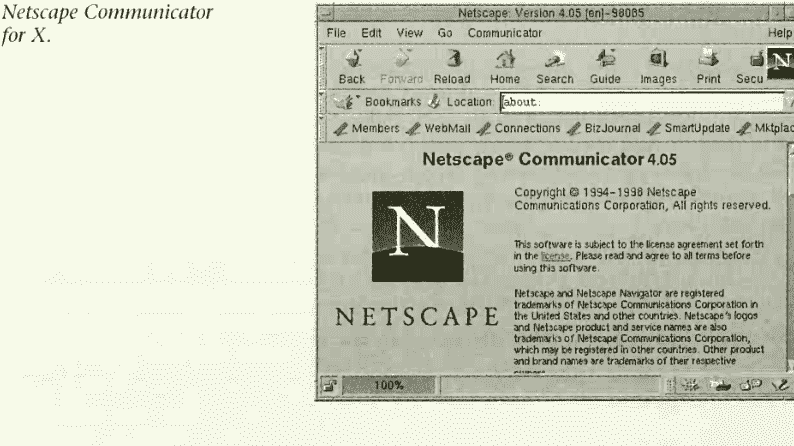 Netscape Communicator
for X.
Netscape: Version 4.05 [en]-98085
File Edit View Go Communicator Help
Back Forward Reload Home Search Guide Images Print Secu
N
Bookmarks Location: about:
Members WebMail Connections BizJournal SmartUpdate Mktplac
Netscape® Communicator 4.05
N
NETSCAPE
Copyright © 1994-1998 Netscape
Communications Corporation, All rights reserved.
This software is subject to the license agreement set forth
in the license. Please read and agree to all terms before
using this software.
Netscape and Netscape Navigator are registered
trademarks of Netscape Communications Corporation in
the United States and other countries. Netscape's logos
and Netscape product and service names are also
trademarks of Netscape Communications Corporation,
which may be registered in other countries. Other product
and brand names are trademarks of their respective
100%